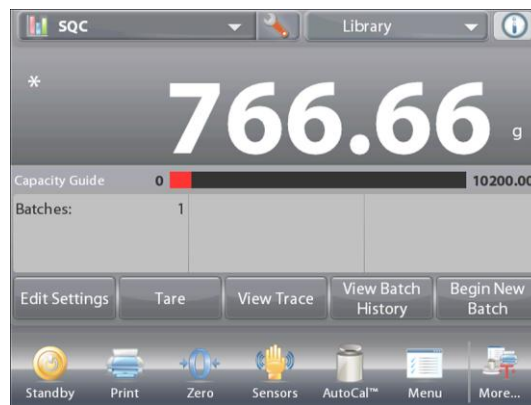 SQC Library
*
766.66 g
Capacity Guide 0 10200.00
Batches: 1
Edit Settings Tare View Trace View Batch History Begin New Batch
Standby Print Zero Sensors AutoCal™ Menu More...